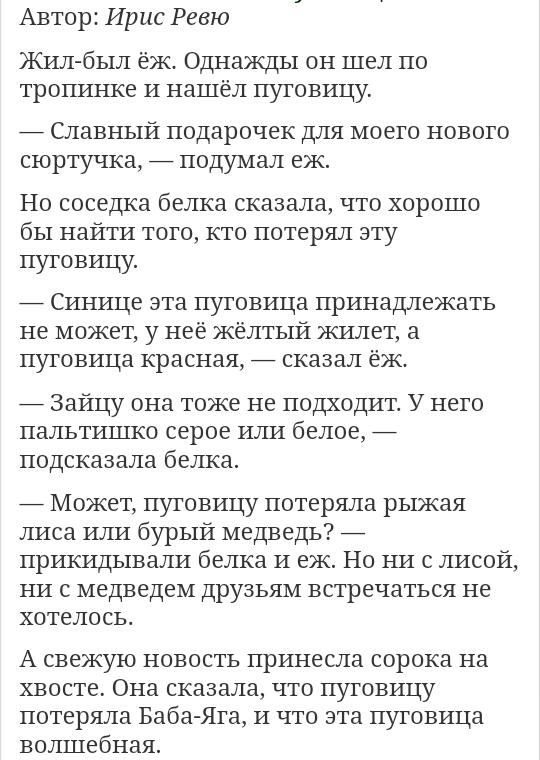 Автор: Ирис Ревю
Жил-был ёж. Однажды он шел по
тропинке и нашёл пуговицу.
— Славный подарочек для моего нового
сюртучка, — подумал еж.
Но соседка белка сказала, что хорошо
бы найти того, кто потерял эту
пуговицу.
— Синице эта пуговица принадлежать
не может, у неё жёлтый жилет, а
пуговица красная, — сказал ёж.
— Зайцу она тоже не подходит. У него
пальтишко серое или белое, —
подсказала белка.
— Может, пуговицу потеряла рыжая
лиса или бурый медведь? —
прикидывали белка и еж. Но ни с лисой,
ни с медведем друзьям встречаться не
хотелось.
А свежую новость принесла сорока на
хвосте. Она сказала, что пуговицу
потеряла Баба-Яга, и что эта пуговица
волшебная.